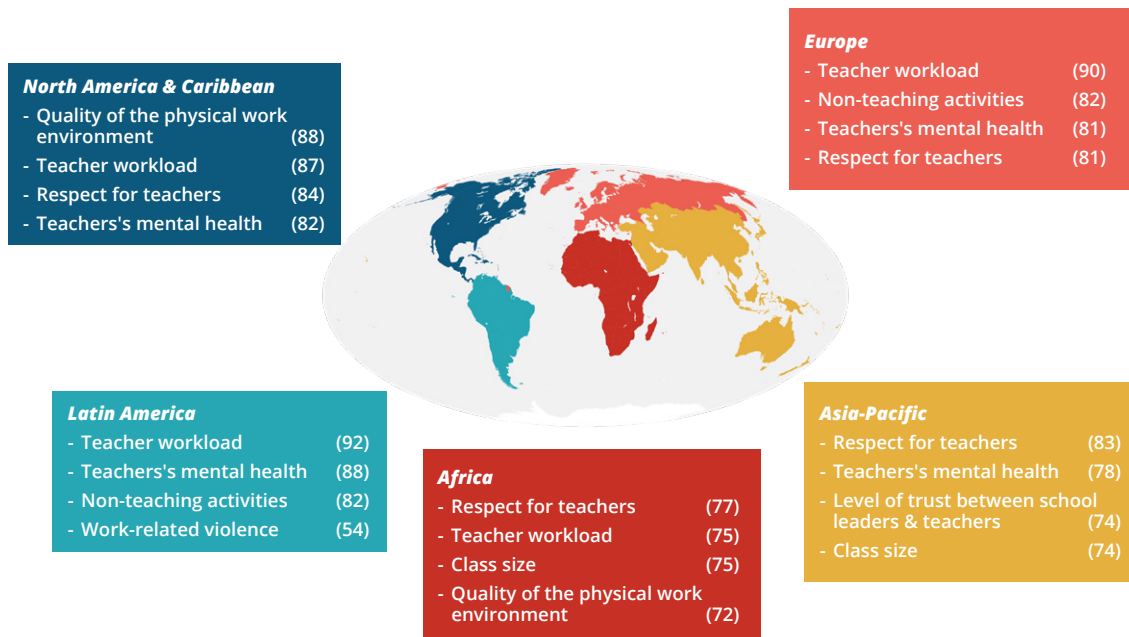 North America & Caribbean
- Quality of the physical work
environment (88)
- Teacher workload (87)
- Respect for teachers (84)
- Teachers's mental health (82)
Europe
- Teacher workload (90)
- Non-teaching activities (82)
- Teachers's mental health (81)
- Respect for teachers (81)
Latin America
- Teacher workload (92)
- Teachers's mental health (88)
- Non-teaching activities (82)
- Work-related violence (54)
Africa
- Respect for teachers (77)
- Teacher workload (75)
- Class size (75)
- Quality of the physical work
environment (72)
Asia-Pacific
- Respect for teachers (83)
- Teachers's mental health (78)
- Level of trust between school
leaders & teachers (74)
- Class size (74)